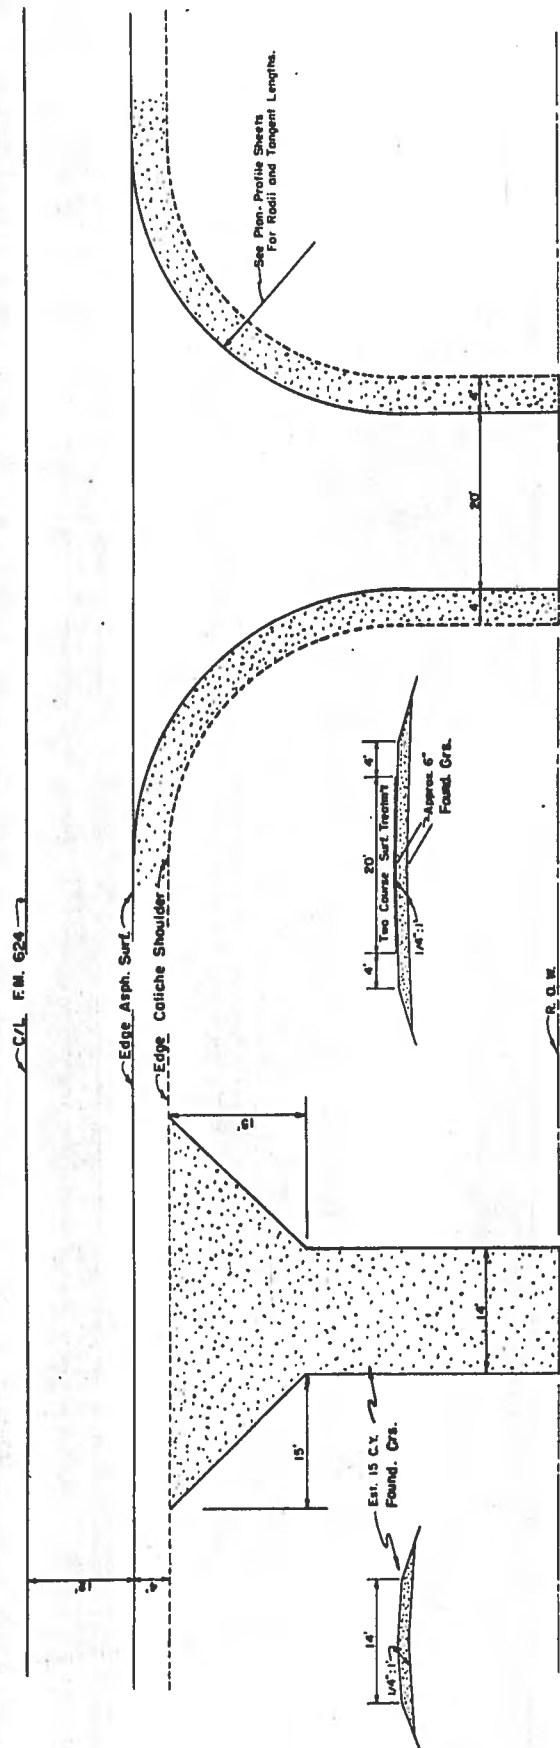 C/L F.M. 624
Edge Asph. Surf.
Edge Caliche Shoulder
12'
4'
See Plan-Profile Sheets
For Radii and Tangent Lengths.
15'
15'
14'
Est. 15 C.Y.
Found. Crs.
14'
1/4":1'
4'
20'
4'
Two Course Surf. Treatm't
Approx. 6"
Found. Crs.
1/4":1'
4'
20'
4'
R.O.W.